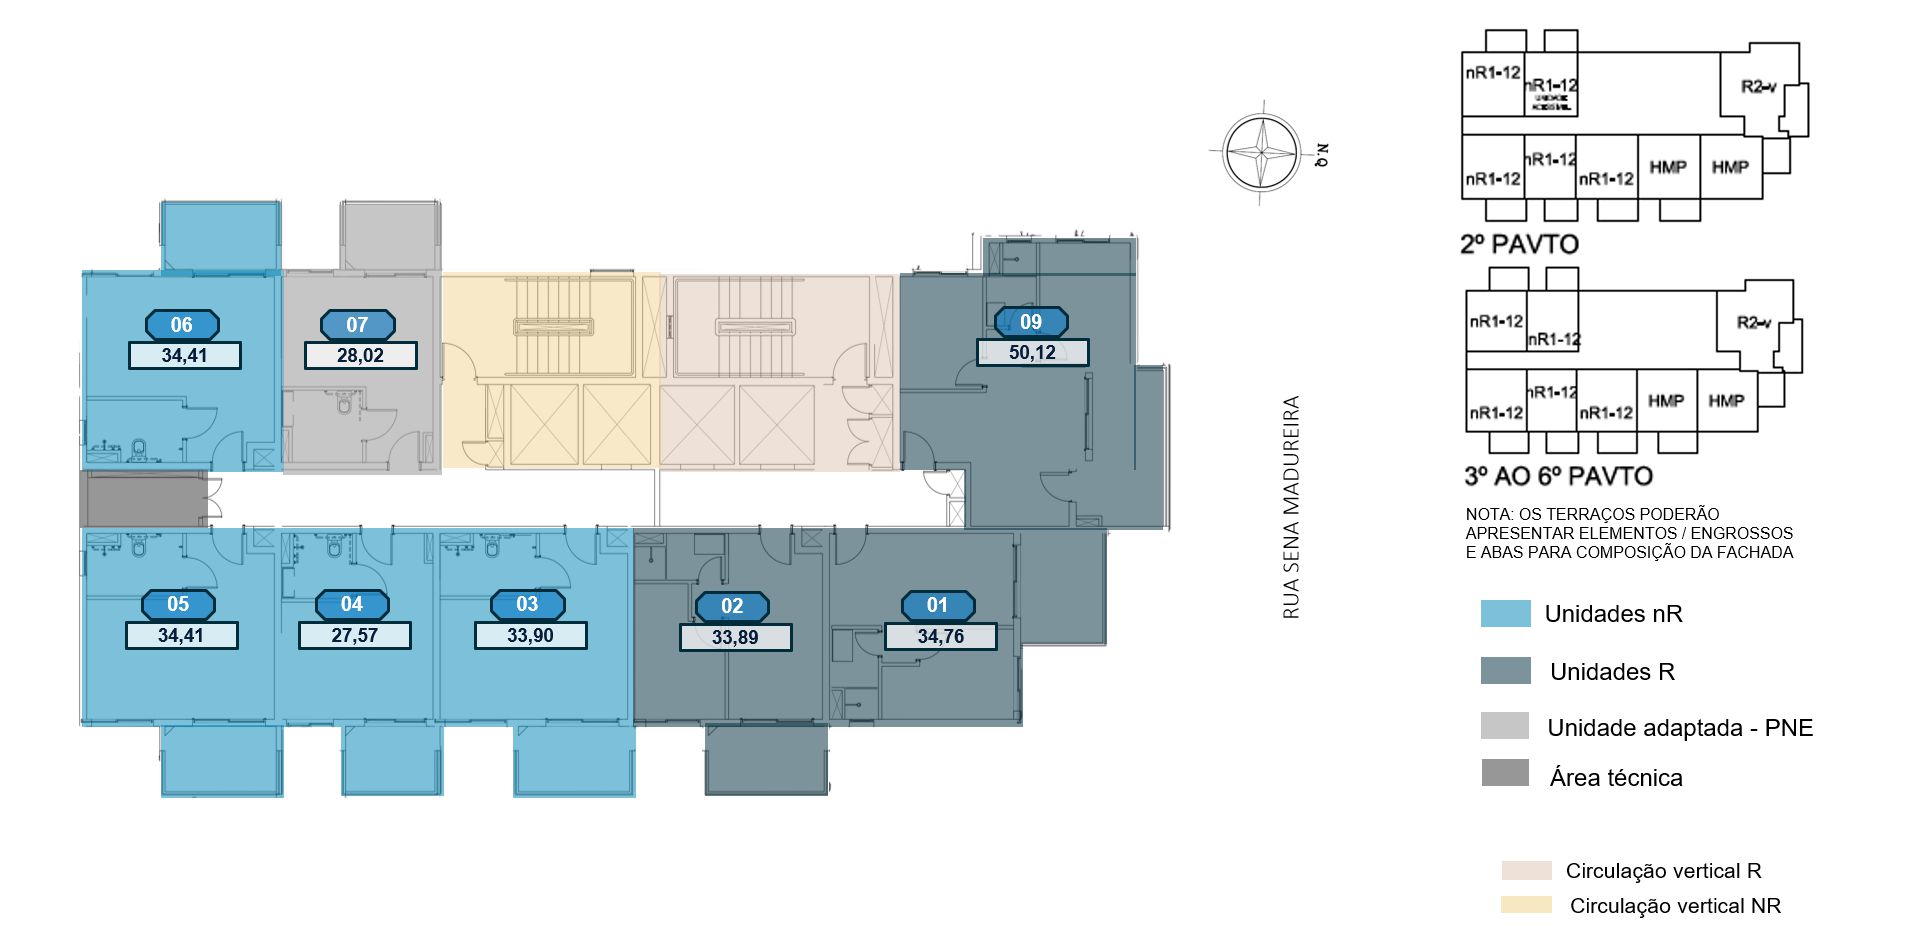 nR1-12
nR1-12
UNIDADE
R2-v
nR1-12
nR1-12
nR1-12
HMP
HMP
2º PAVTO
nR1-12
nR1-12
R2-v
nR1-12
nR1-12
nR1-12
HMP
HMP
3º AO 6º PAVTO
NOTA: OS TERRAÇOS PODERÃO
APRESENTAR ELEMENTOS / ENGROSSOS
E ABAS PARA COMPOSIÇÃO DA FACHADA
N.Q
06
34,41
07
28,02
09
50,12
RUA SENA MADUREIRA
05
34,41
04
27,57
03
33,90
02
33,89
01
34,76
Unidades nR
Unidades R
Unidade adaptada - PNE
Área técnica
Circulação vertical R
Circulação vertical NR